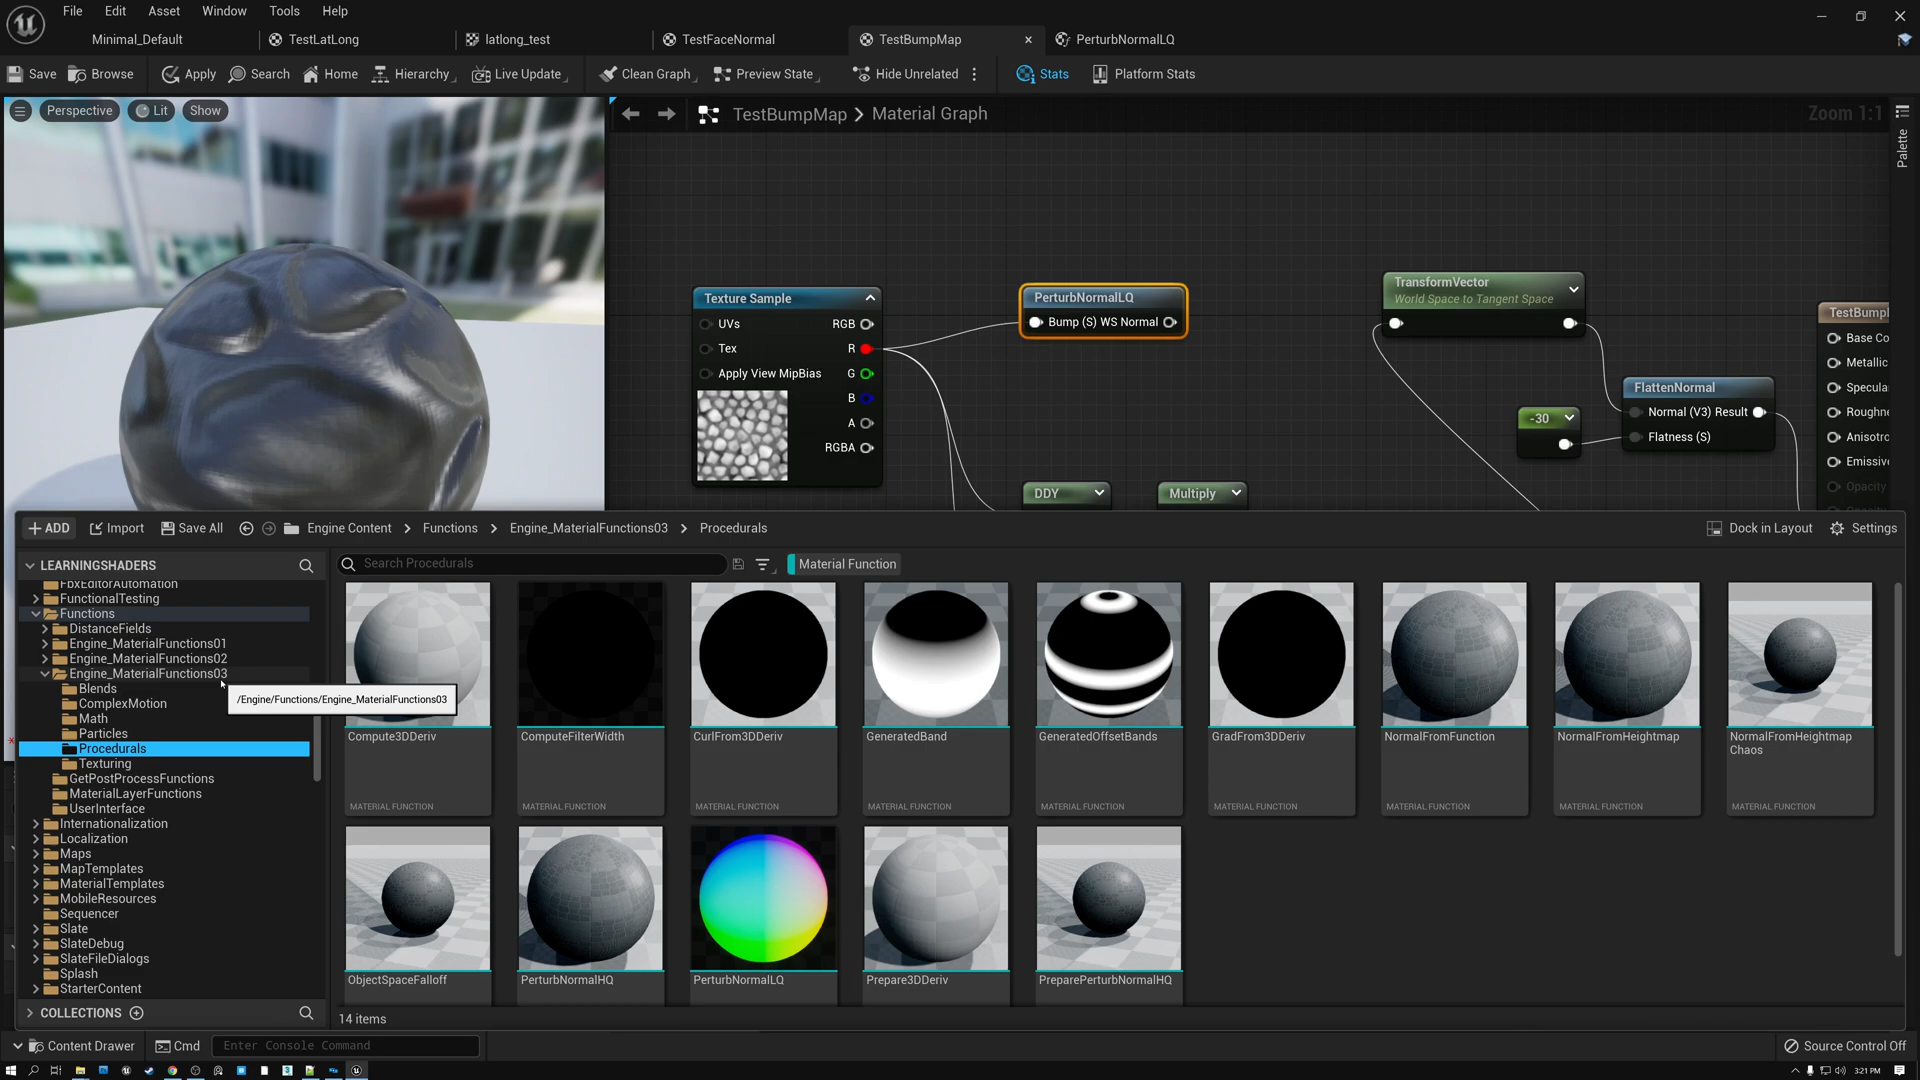 File Edit Asset Window Tools Help
Minimal_Default TestLatLong latlong_test TestFaceNormal TestBumpMap PerturbNormalLQ
Save Browse Apply Search Home Hierarchy Live Update Clean Graph Preview State Hide Unrelated Stats Platform Stats
Perspective Lit Show
TestBumpMap > Material Graph
Zoom 1:1
Palette
Texture Sample
UVs RGB
Tex R
Apply View MipBias G
B
A
RGBA
PerturbNormalLQ
Bump (S) WS Normal
TransformVector
World Space to Tangent Space
FlattenNormal
Normal (V3) Result
Flatness (S)
-30
DDY
Multiply
Base Co
Metallic
Specula
Roughne
Anisotro
Emissive
Opacity
+ ADD Import Save All Engine Content > Functions > Engine_MaterialFunctions03 > Procedurals Dock in Layout Settings
LEARNINGSHADERS
Search Procedurals
Material Function
FbxEditorAutomation
FunctionalTesting
Functions
DistanceFields
Engine_MaterialFunctions01
Engine_MaterialFunctions02
Engine_MaterialFunctions03
Blends
ComplexMotion
Math
Particles
Procedurals
Texturing
GetPostProcessFunctions
MaterialLayerFunctions
UserInterface
Internationalization
Localization
Maps
MapTemplates
MaterialTemplates
MobileResources
Sequencer
Slate
SlateDebug
SlateFileDialogs
Splash
StarterContent
/Engine/Functions/Engine_MaterialFunctions03
Compute3DDeriv ComputeFilterWidth CurlFrom3DDeriv GeneratedBand GeneratedOffsetBands GradFrom3DDeriv NormalFromFunction NormalFromHeightmap NormalFromHeightmap
Chaos
MATERIAL FUNCTION MATERIAL FUNCTION MATERIAL FUNCTION MATERIAL FUNCTION MATERIAL FUNCTION MATERIAL FUNCTION MATERIAL FUNCTION MATERIAL FUNCTION MATERIAL FUNCTION
ObjectSpaceFalloff PerturbNormalHQ PerturbNormalLQ Prepare3DDeriv PreparePerturbNormalHQ
COLLECTIONS
14 items
Content Drawer Cmd Enter Console Command Source Control Off
3:21 PM